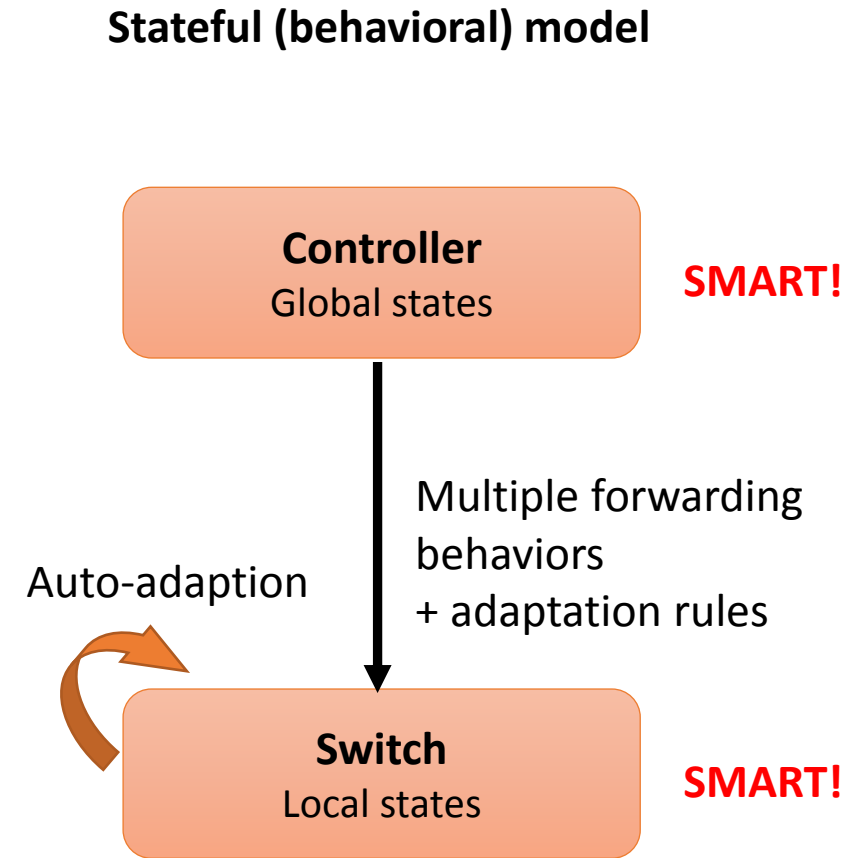 Stateful (behavioral) model
Controller
Global states
SMART!
Multiple forwarding
behaviors
+ adaptation rules
Auto-adaption
Switch
Local states
SMART!